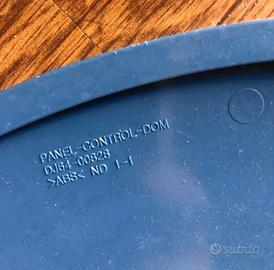 PANEL-CONTROL-DOM
DJ64-00828
>ABS< ND 1-1
subito